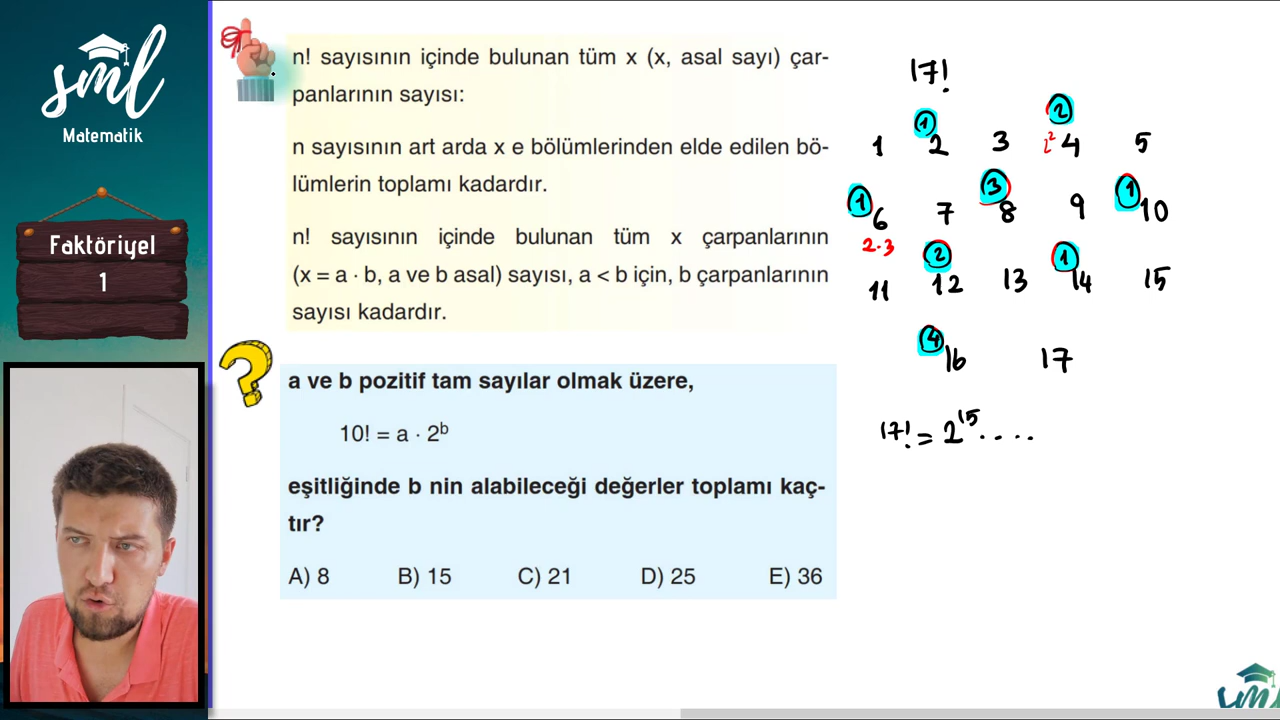 sml
Matematik
Faktöriyel
1
n! sayısının içinde bulunan tüm x (x, asal sayı) çar-
panlarının sayısı:
n sayısının art arda x e bölümlerinden elde edilen bö-
lümlerin toplamı kadardır.
n! sayısının içinde bulunan tüm x çarpanlarının
(x = a · b, a ve b asal) sayısı, a < b için, b çarpanlarının
sayısı kadardır.
a ve b pozitif tam sayılar olmak üzere,
10! = a · 2ᵇ
eşitliğinde b nin alabileceği değerler toplamı kaç-
tır?
A) 8 B) 15 C) 21 D) 25 E) 36
17!
1 2
1 2 3 2² 4 5
1 3 1
6 7 8 9 10
2·3 2 1
11 12 13 14 15
4
16 17
17! = 2¹⁵. . . .
sml